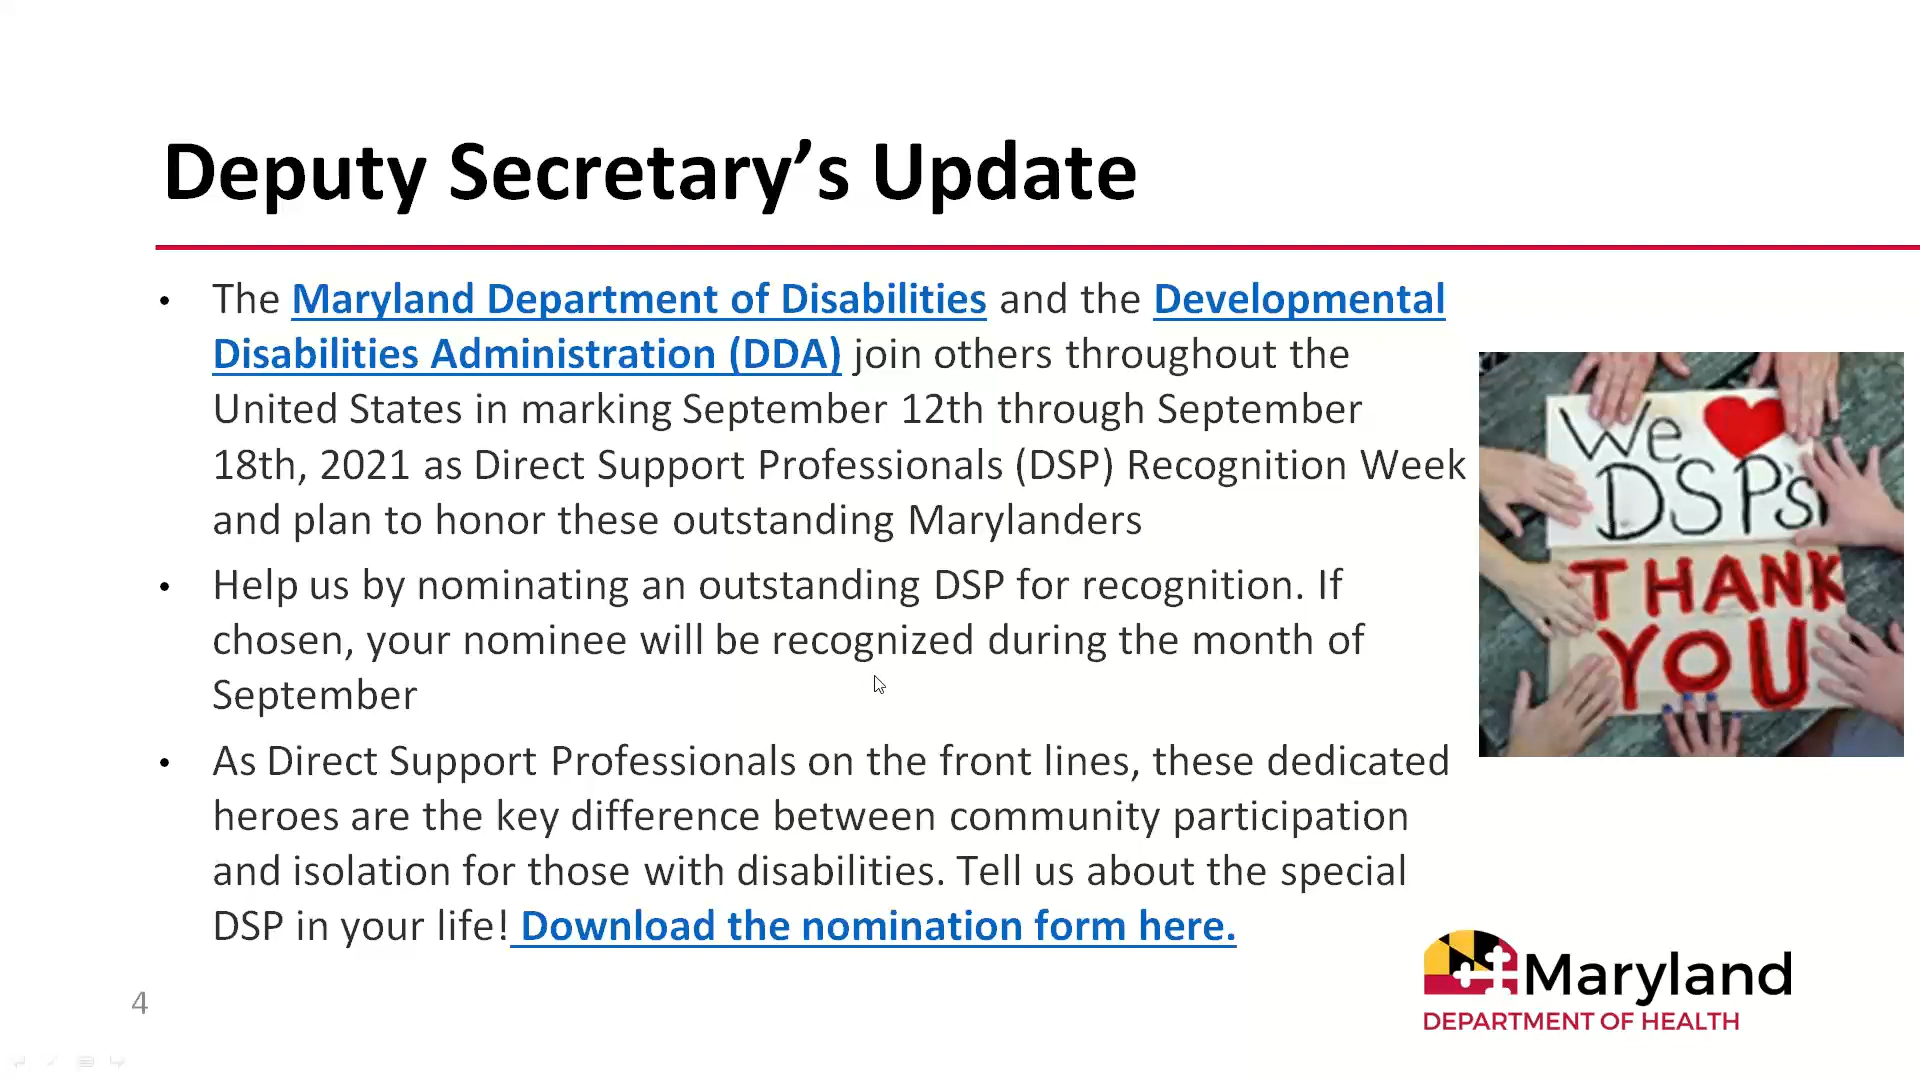 Deputy Secretary’s Update
• The Maryland Department of Disabilities and the Developmental
Disabilities Administration (DDA) join others throughout the
United States in marking September 12th through September
18th, 2021 as Direct Support Professionals (DSP) Recognition Week
and plan to honor these outstanding Marylanders
• Help us by nominating an outstanding DSP for recognition. If
chosen, your nominee will be recognized during the month of
September
• As Direct Support Professionals on the front lines, these dedicated
heroes are the key difference between community participation
and isolation for those with disabilities. Tell us about the special
DSP in your life! Download the nomination form here.
We
DSP's
THANK
YOU
Maryland
DEPARTMENT OF HEALTH
4